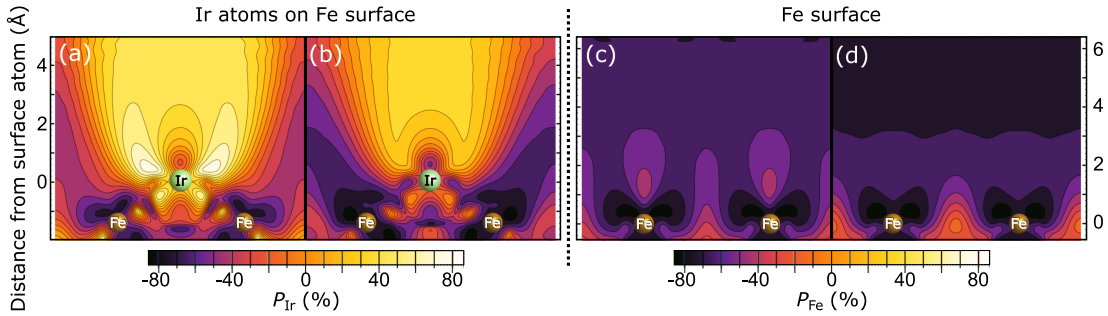 Ir atoms on Fe surface
Fe surface
Distance from surface atom (Å)
4
2
0
(a)
(b)
(c)
(d)
6
4
2
0
Ir
Fe
Fe
Ir
Fe
Fe
Fe
Fe
Fe
Fe
-80 -40 0 40 80
P_Ir (%)
-80 -40 0 40 80
P_Fe (%)